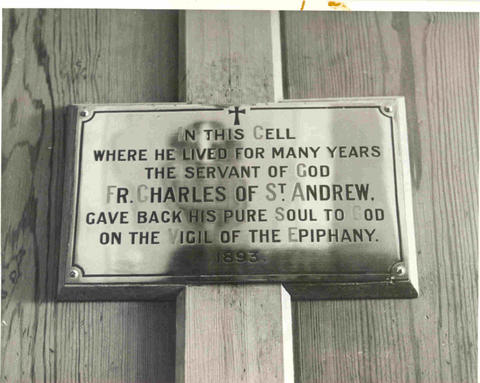 IN THIS CELL
WHERE HE LIVED FOR MANY YEARS
THE SERVANT OF GOD
FR. CHARLES OF ST. ANDREW,
GAVE BACK HIS PURE SOUL TO GOD
ON THE VIGIL OF THE EPIPHANY.
1893.